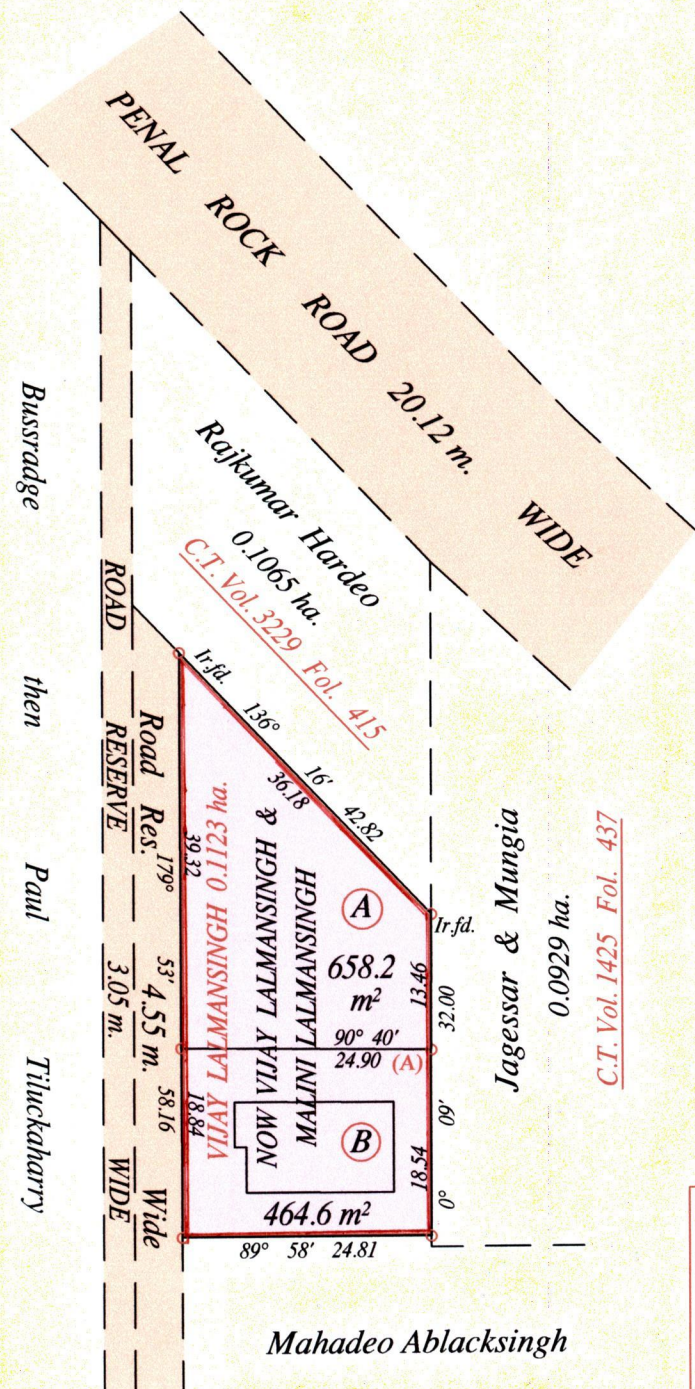 PENAL ROCK ROAD 20.12 m. WIDE
Rajkumar Hardeo
0.1065 ha.
C.T. Vol. 3229 Fol. 415
Bussradge then Paul Tiluckaharry
ROAD RESERVE 3.05 m. WIDE
Road Res. 4.55 m. Wide
179° 53' 58.16
39.32
18.84
Ir.fd.
136° 16' 42.82
36.18
VIJAY LALMANSINGH 0.1123 ha.
NOW VIJAY LALMANSINGH &
MALINI LALMANSINGH
A
658.2
m²
Ir.fd.
13.46
32.00
90° 40'
24.90
(A)
B
18.54
0° 09'
464.6 m²
89° 58' 24.81
Jagessar & Mungia
0.0929 ha.
C.T. Vol. 1425 Fol. 437
Mahadeo Ablacksingh